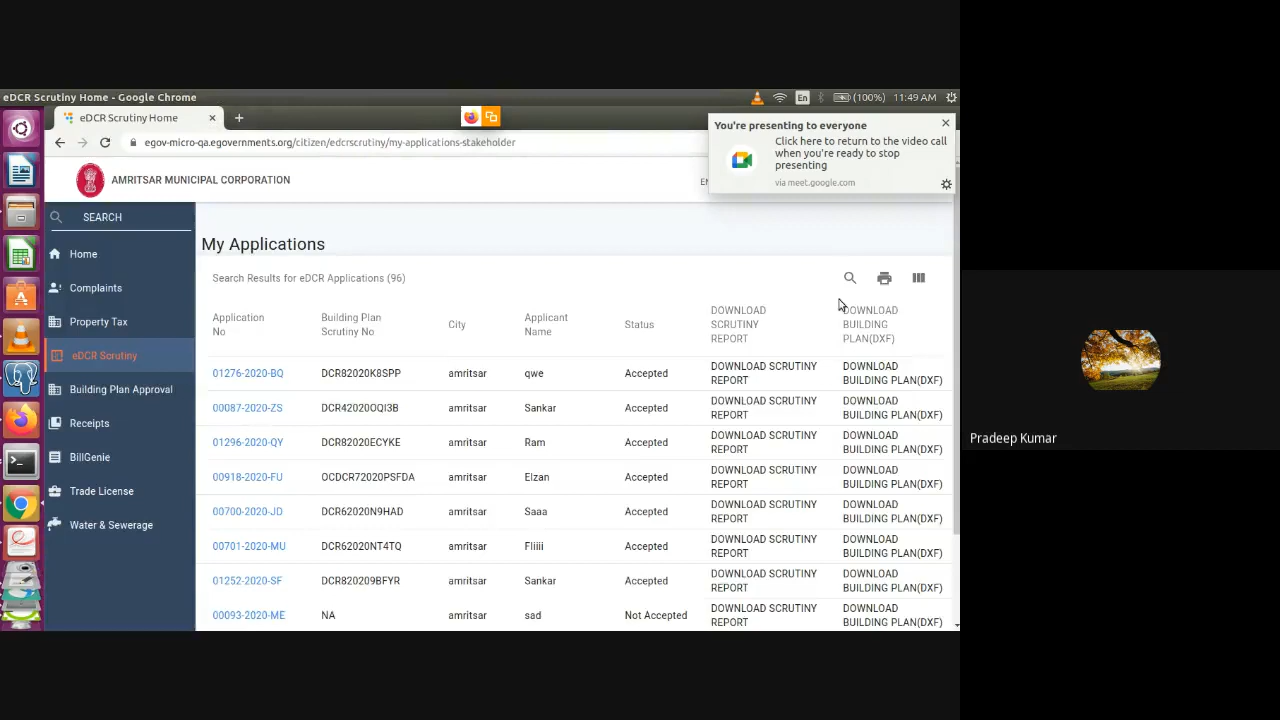 eDCR Scrutiny Home - Google Chrome
En
(100%) 11:49 AM
eDCR Scrutiny Home
egov-micro-qa.egovernments.org/citizen/edcrscrutiny/my-applications-stakeholder
You're presenting to everyone
Click here to return to the video call
when you're ready to stop
presenting
via meet.google.com
AMRITSAR MUNICIPAL CORPORATION
SEARCH
Home
Complaints
Property Tax
eDCR Scrutiny
Building Plan Approval
Receipts
BillGenie
Trade License
Water & Sewerage
My Applications
Search Results for eDCR Applications (96)
Application No Building Plan Scrutiny No City Applicant Name Status DOWNLOAD SCRUTINY REPORT DOWNLOAD BUILDING PLAN(DXF)
01276-2020-BQ DCR82020K8SPP amritsar qwe Accepted DOWNLOAD SCRUTINY REPORT DOWNLOAD BUILDING PLAN(DXF)
00087-2020-ZS DCR42020OQI3B amritsar Sankar Accepted DOWNLOAD SCRUTINY REPORT DOWNLOAD BUILDING PLAN(DXF)
01296-2020-QY DCR82020ECYKE amritsar Ram Accepted DOWNLOAD SCRUTINY REPORT DOWNLOAD BUILDING PLAN(DXF)
00918-2020-FU OCDCR72020PSFDA amritsar Elzan Accepted DOWNLOAD SCRUTINY REPORT DOWNLOAD BUILDING PLAN(DXF)
00700-2020-JD DCR62020N9HAD amritsar Saaa Accepted DOWNLOAD SCRUTINY REPORT DOWNLOAD BUILDING PLAN(DXF)
00701-2020-MU DCR62020NT4TQ amritsar Fliiii Accepted DOWNLOAD SCRUTINY REPORT DOWNLOAD BUILDING PLAN(DXF)
01252-2020-SF DCR820209BFYR amritsar Sankar Accepted DOWNLOAD SCRUTINY REPORT DOWNLOAD BUILDING PLAN(DXF)
00093-2020-ME NA amritsar sad Not Accepted DOWNLOAD SCRUTINY REPORT DOWNLOAD BUILDING PLAN(DXF)
Pradeep Kumar